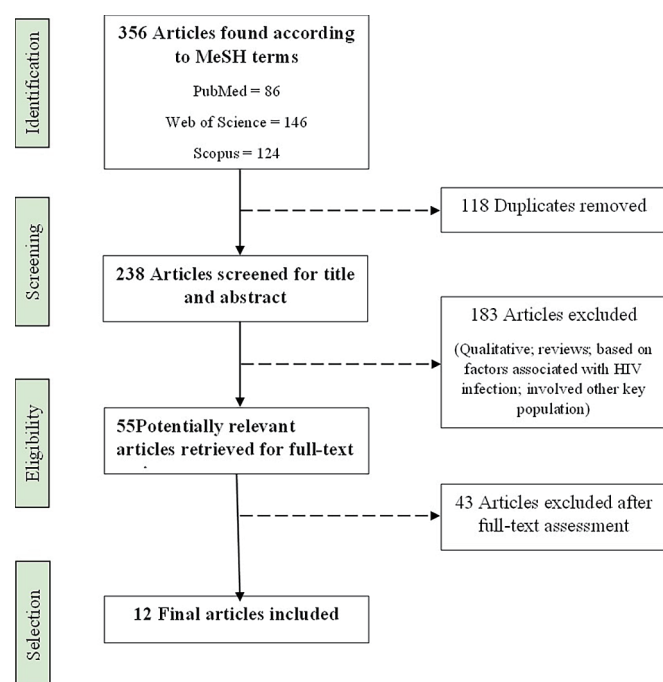 Identification
356 Articles found according
to MeSH terms
PubMed = 86
Web of Science = 146
Scopus = 124
118 Duplicates removed
Screening
238 Articles screened for title
and abstract
183 Articles excluded
(Qualitative; reviews; based on
factors associated with HIV
infection; involved other key
population)
Eligibility
55Potentially relevant
articles retrieved for full-text
43 Articles excluded after
full-text assessment
Selection
12 Final articles included